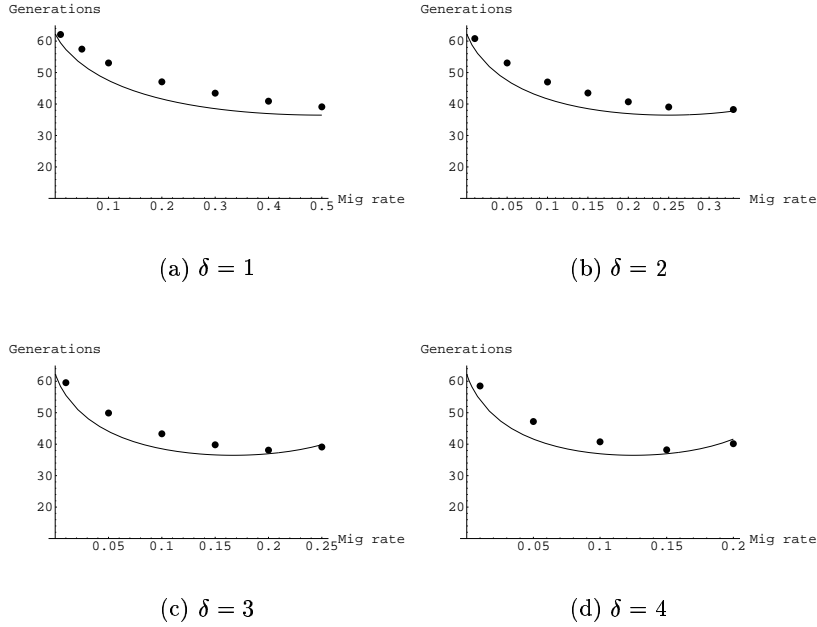 Generations Generations
60 60
50 50
40 40
30 30
20 20
0.1 0.2 0.3 0.4 0.5 Mig rate 0.05 0.1 0.15 0.2 0.25 0.3 Mig rate
(a) δ = 1 (b) δ = 2
Generations Generations
60 60
50 50
40 40
30 30
20 20
0.05 0.1 0.15 0.2 0.25 Mig rate 0.05 0.1 0.15 0.2 Mig rate
(c) δ = 3 (d) δ = 4